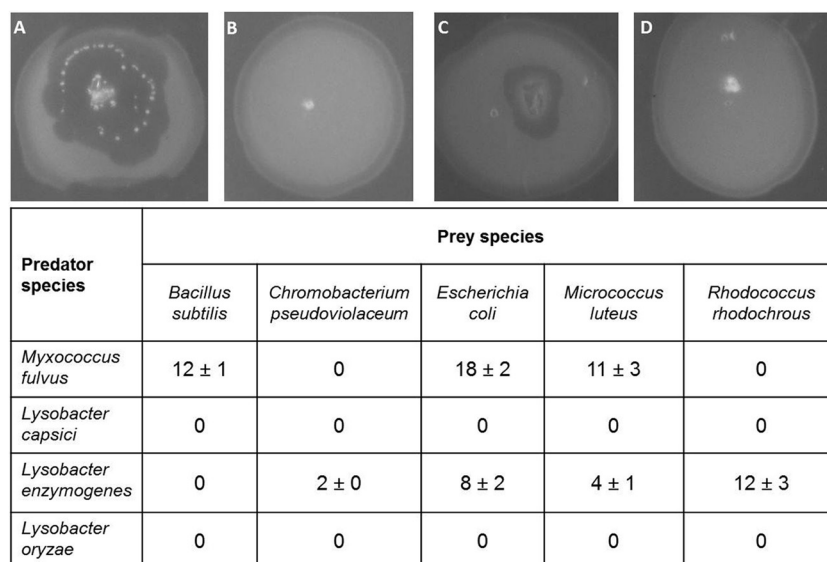 A B C D
Predator species Prey species
Bacillus subtilis Chromobacterium pseudoviolaceum Escherichia coli Micrococcus luteus Rhodococcus rhodochrous
Myxococcus fulvus 12 ± 1 0 18 ± 2 11 ± 3 0
Lysobacter capsici 0 0 0 0 0
Lysobacter enzymogenes 0 2 ± 0 8 ± 2 4 ± 1 12 ± 3
Lysobacter oryzae 0 0 0 0 0